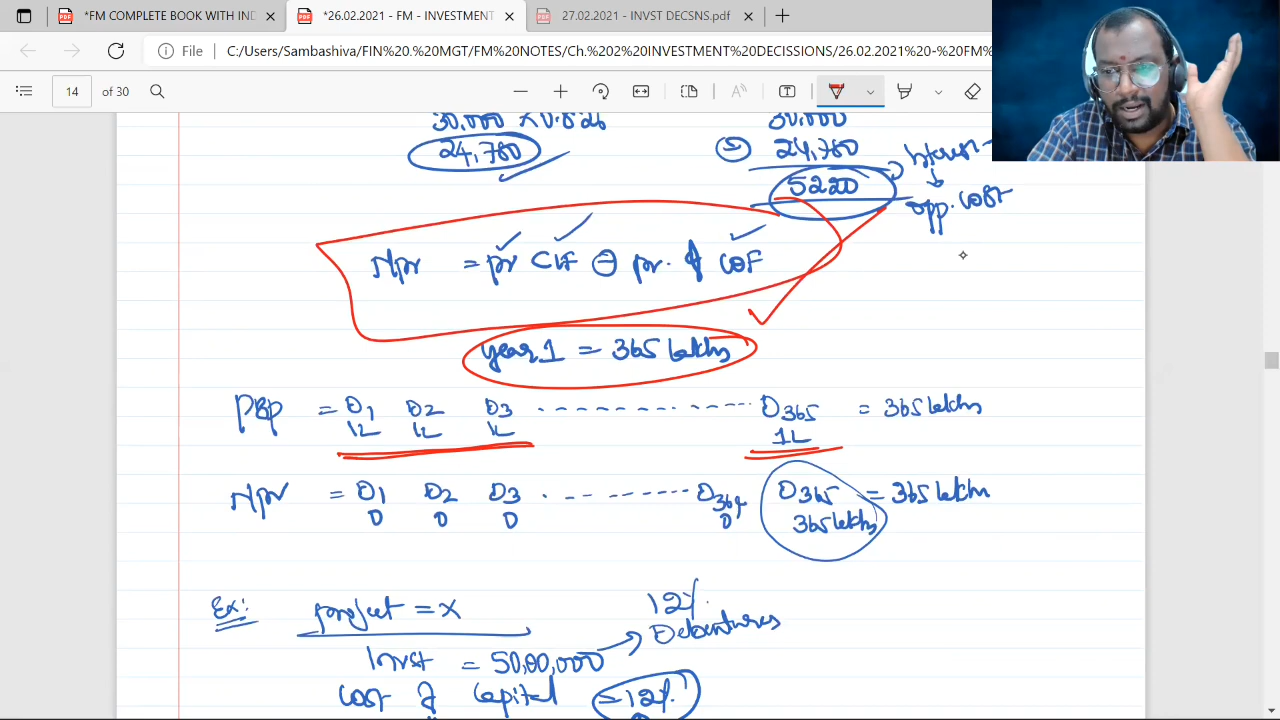 *FM COMPLETE BOOK WITH IND
*26.02.2021 - FM - INVESTMENT
27.02.2021 - INVST DECSNS.pdf
File
C:/Users/Sambashiva/FIN%20.%20MGT/FM%20NOTES/Ch.%202%20INVESTMENT%20DECISSIONS/26.02.2021%20-%20FM%
14 of 30
30,000 x 0.826
24,780
30,000
(-) 24,780
5220
Interest
opp. cost
NPV = PV CIF (-) PV. of COF
year 1 = 365 lakhs
PBP = D1 D2 D3 D365 = 365 lakhs
1L 1L 1L 1L
NPV = D1 D2 D3 D364 D365 = 365 lakhs
0 0 0 0 365 lakhs
Ex: project = X
12% Debentures
Invst = 50,00,000
Cost of Capital = 12%